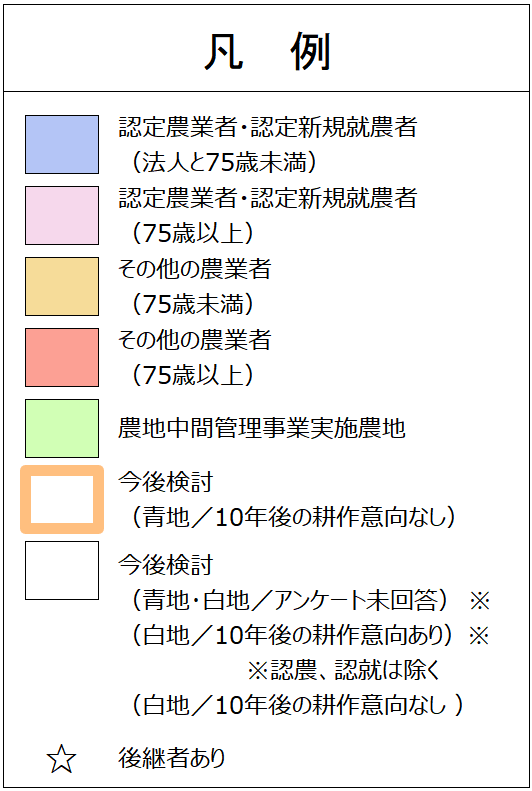 凡　例
認定農業者・認定新規就農者
（法人と75歳未満）
認定農業者・認定新規就農者
（75歳以上）
その他の農業者
（75歳未満）
その他の農業者
（75歳以上）
農地中間管理事業実施農地
今後検討
（青地／10年後の耕作意向なし）
今後検討
（青地・白地／アンケート未回答） ※
（白地／10年後の耕作意向あり） ※
※認農、認就は除く
（白地／10年後の耕作意向なし ）
☆ 後継者あり